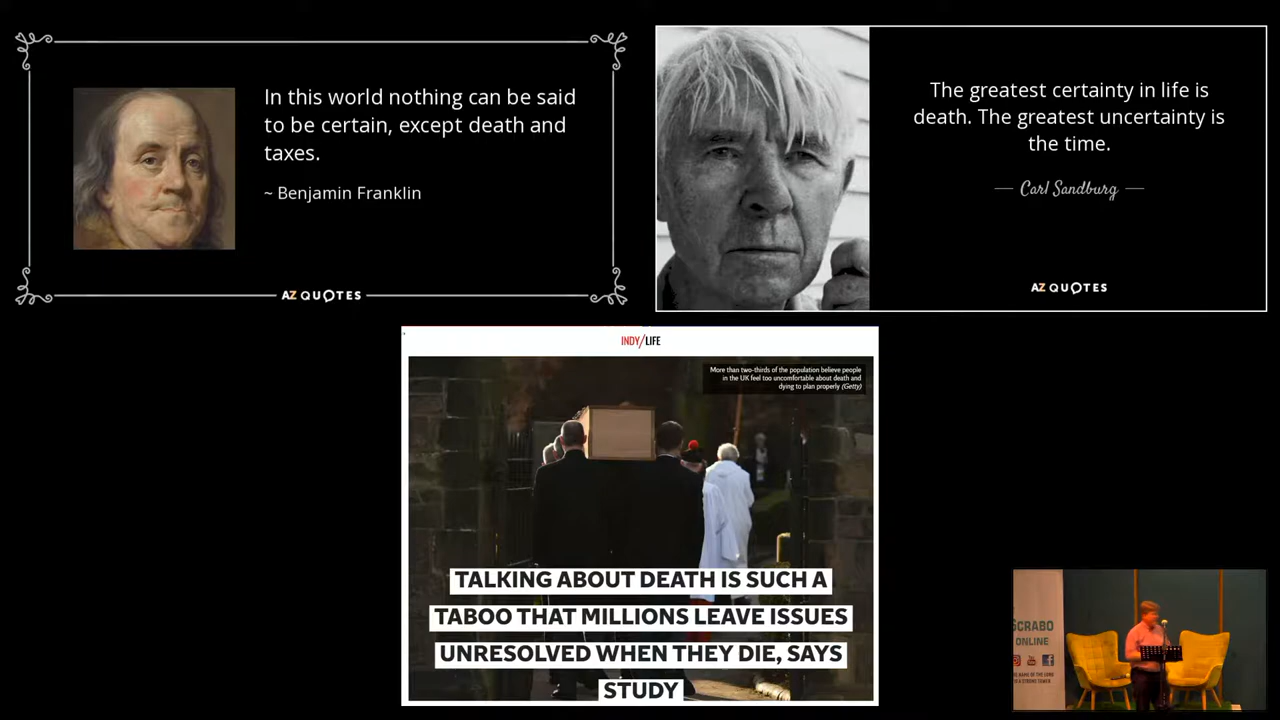 In this world nothing can be said
to be certain, except death and
taxes.
~ Benjamin Franklin
AZ QUOTES
The greatest certainty in life is
death. The greatest uncertainty is
the time.
Carl Sandburg
AZ QUOTES
INDY/LIFE
More than two-thirds of the population believe people
in the UK feel too uncomfortable about death and
dying to plan properly (Getty)
TALKING ABOUT DEATH IS SUCH A
TABOO THAT MILLIONS LEAVE ISSUES
UNRESOLVED WHEN THEY DIE, SAYS
STUDY
SCRABO
ONLINE